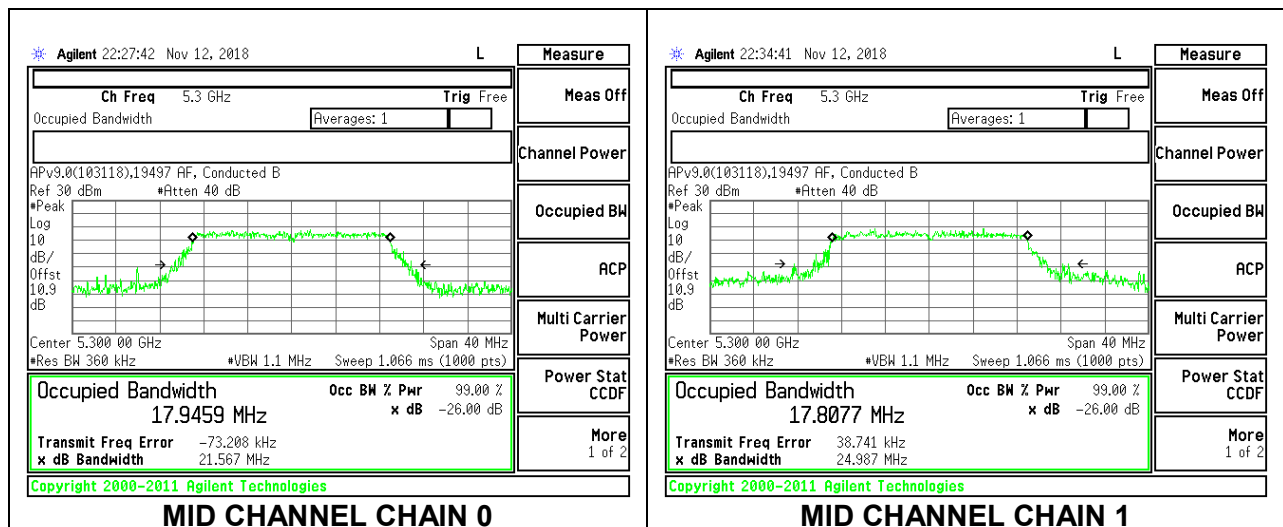 Agilent 22:27:42 Nov 12, 2018 L
Measure
Ch Freq 5.3 GHz Trig Free
Meas Off
Occupied Bandwidth Averages: 1
Channel Power
APv9.0(103118),19497 AF, Conducted B
Ref 30 dBm #Atten 40 dB
#Peak
Log
10
dB/
Offst
10.9
dB
Occupied BW
ACP
Multi Carrier
Power
Center 5.300 00 GHz Span 40 MHz
#Res BW 360 kHz #VBW 1.1 MHz Sweep 1.066 ms (1000 pts)
Power Stat
CCDF
Occupied Bandwidth Occ BW % Pwr 99.00 %
17.9459 MHz x dB -26.00 dB
Transmit Freq Error -73.208 kHz
x dB Bandwidth 21.567 MHz
More
1 of 2
Copyright 2000-2011 Agilent Technologies
MID CHANNEL CHAIN 0
Agilent 22:34:41 Nov 12, 2018 L
Measure
Ch Freq 5.3 GHz Trig Free
Meas Off
Occupied Bandwidth Averages: 1
Channel Power
APv9.0(103118),19497 AF, Conducted B
Ref 30 dBm #Atten 40 dB
#Peak
Log
10
dB/
Offst
10.9
dB
Occupied BW
ACP
Multi Carrier
Power
Center 5.300 00 GHz Span 40 MHz
#Res BW 360 kHz #VBW 1.1 MHz Sweep 1.066 ms (1000 pts)
Power Stat
CCDF
Occupied Bandwidth Occ BW % Pwr 99.00 %
17.8077 MHz x dB -26.00 dB
Transmit Freq Error 38.741 kHz
x dB Bandwidth 24.987 MHz
More
1 of 2
Copyright 2000-2011 Agilent Technologies
MID CHANNEL CHAIN 1